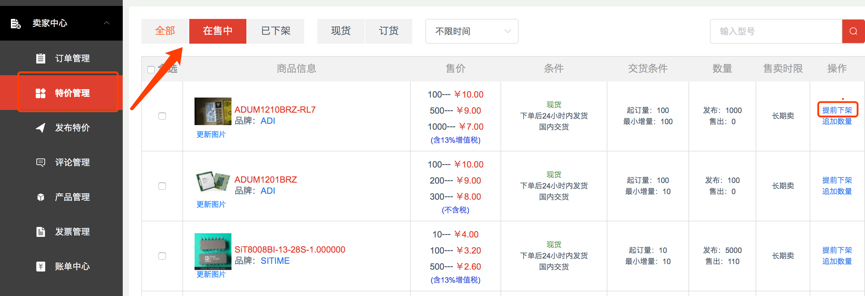 卖家中心
订单管理
特价管理
发布特价
评论管理
产品管理
发票管理
账单中心
全部 在售中 已下架 现货 订货 不限时间 输入型号
选 商品信息 售价 条件 交货条件 数量 售卖时限 操作
ADUM1210BRZ-RL7
品牌：ADI
更新图片
100--- ￥10.00
500--- ￥9.00
1000--- ￥7.00
(含13%增值税)
现货
下单后24小时内发货
国内交货
起订量：100
最小增量：100
发布：1000
售出：0
长期卖
提前下架
追加数量
ADUM1201BRZ
品牌：ADI
更新图片
100--- ￥10.00
200--- ￥9.00
300--- ￥8.00
(不含税)
现货
下单后24小时内发货
国内交货
起订量：100
最小增量：10
发布：100
售出：0
长期卖
提前下架
追加数量
SiT8008BI-13-28S-1.000000
品牌：SITIME
更新图片
10--- ￥4.00
100--- ￥3.20
500--- ￥2.60
(含13%增值税)
现货
下单后24小时内发货
国内交货
起订量：10
最小增量：10
发布：5000
售出：110
长期卖
提前下架
追加数量